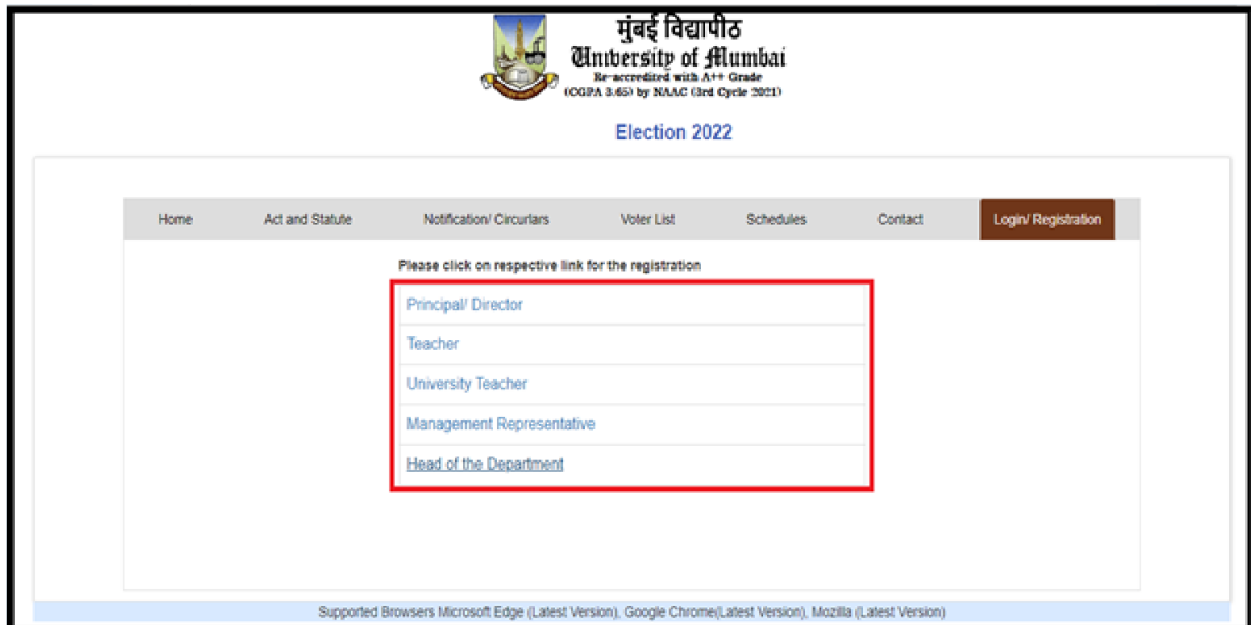 मुंबई विद्यापीठ
University of Mumbai
Re-accredited with A++ Grade
(CGPA 3.65) by NAAC (3rd Cycle 2021)
Election 2022
Home Act and Statute Notification/ Circurlars Voter List Schedules Contact Login/ Registration
Please click on respective link for the registration
Principal/ Director
Teacher
University Teacher
Management Representative
Head of the Department
Supported Browsers Microsoft Edge (Latest Version), Google Chrome(Latest Version), Mozilla (Latest Version)